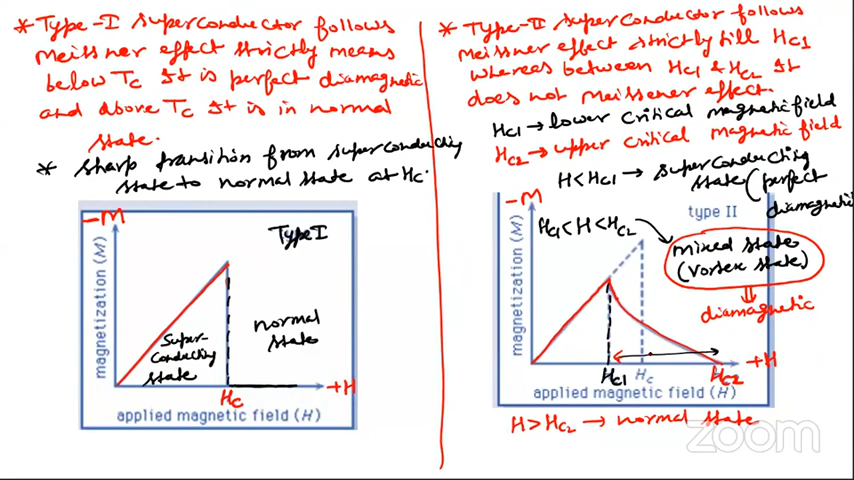 * Type-I superconductor follows
Meissner effect strictly means
below Tc It is perfect diamagnetic
and above Tc It is in normal
state.
* sharp transition from superconducting
state to normal state at Hc.
-M
Type I
magnetization (M)
Super-
conducting
state
normal
state
Hc
+H
applied magnetic field (H)
* Type-II superconductor follows
Meissner effect strictly till Hc1
whereas between Hc1 & Hc2 It
does not Meissener effect.
Hc1 → lower critical magnetic field
Hc2 → upper critical magnetic field
H < Hc1 → superconducting
state (perfect
diamagnetic
-M
type II
Hc1 < H < Hc2
mixed state
(vortex state)
⇓
diamagnetic
magnetization (M)
Hc1
Hc
Hc2
+H
applied magnetic field (H)
H > Hc2 → normal state
zoom